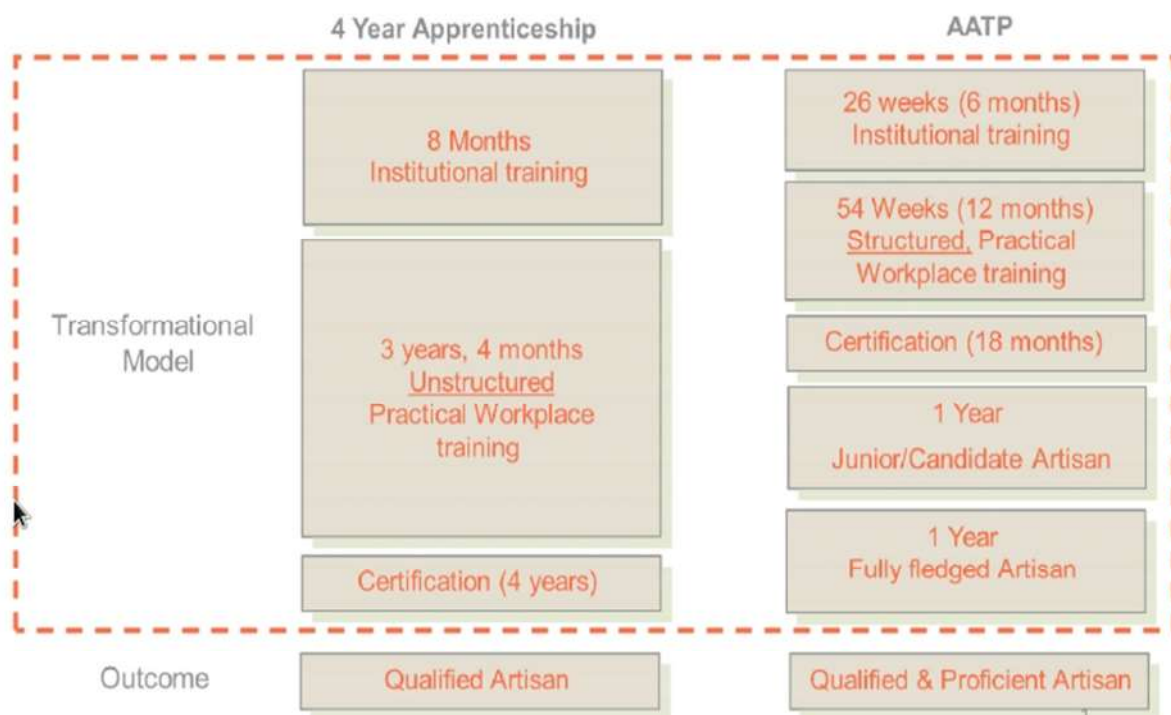 4 Year Apprenticeship
AATP
8 Months
Institutional training
26 weeks (6 months)
Institutional training
54 Weeks (12 months)
Structured, Practical
Workplace training
Transformational
Model
3 years, 4 months
Unstructured
Practical Workplace
training
Certification (18 months)
1 Year
Junior/Candidate Artisan
1 Year
Fully fledged Artisan
Certification (4 years)
Outcome
Qualified Artisan
Qualified & Proficient Artisan